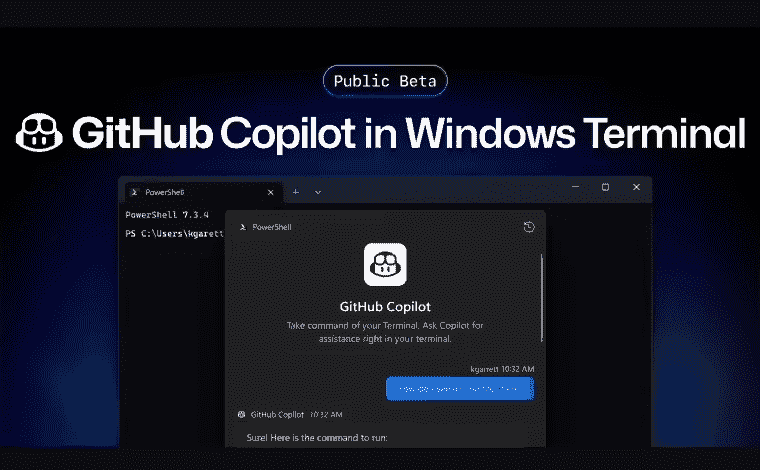 Public Beta
GitHub Copilot in Windows Terminal
PowerShell
PowerShell 7.3.4
PS C:\Users\kgarett
PowerShell
GitHub Copilot
Take command of your Terminal. Ask Copilot for
assistance right in your terminal.
kgarrett 10:32 AM
GitHub Copilot 10:32 AM
Sure! Here is the command to run: